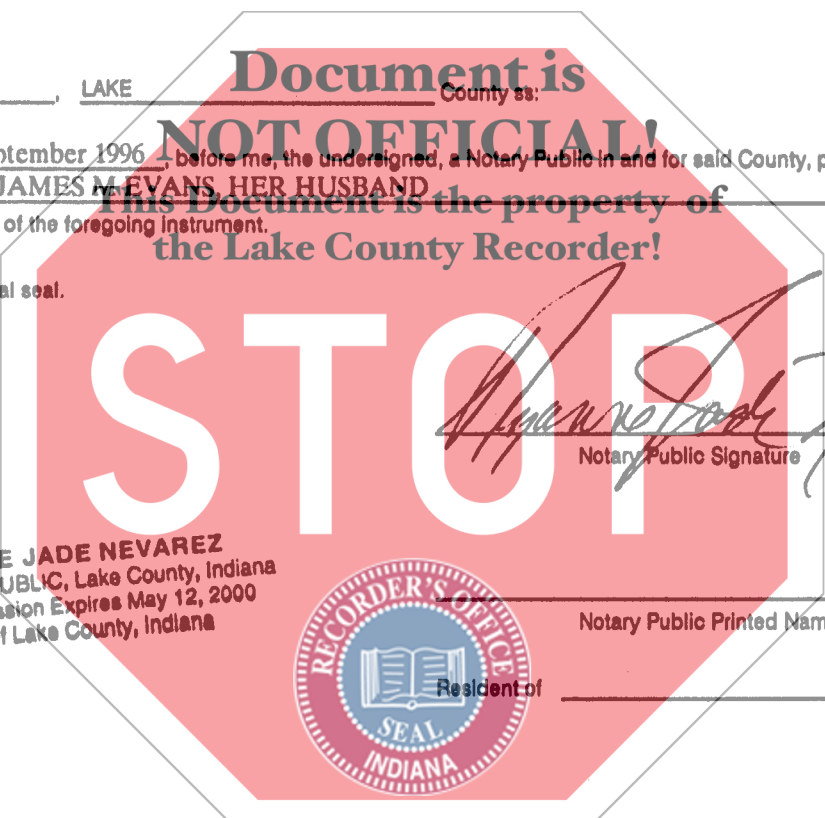 Document is
, LAKE County ss:
NOT OFFICIAL!
ptember 1996, before me, the undersigned, a Notary Public in and for said County, p
JAMES M EVANS, HER HUSBAND
This Document is the property of
of the foregoing instrument.
the Lake County Recorder!
al seal.
STOP
Notary Public Signature
E JADE NEVAREZ
UBLIC, Lake County, Indiana
ssion Expires May 12, 2000
f Lake County, Indiana
RECORDER'S OFFICE
Notary Public Printed Nam
Resident of
SEAL
INDIANA